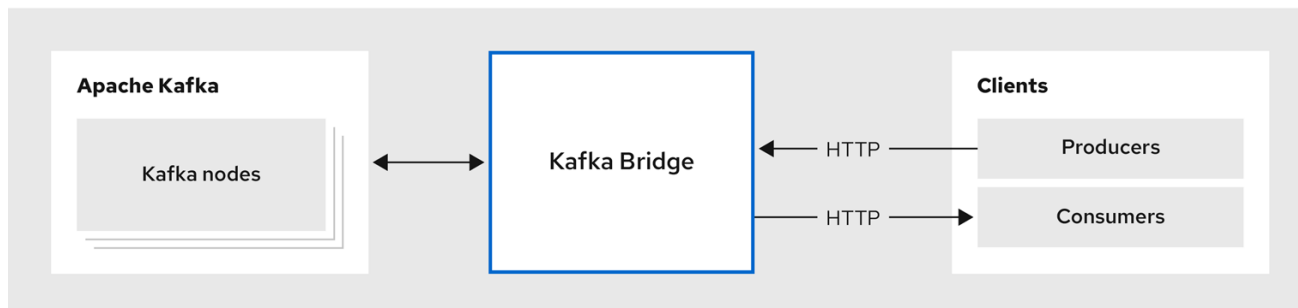 Apache Kafka
Kafka nodes
Kafka Bridge
HTTP
HTTP
Clients
Producers
Consumers